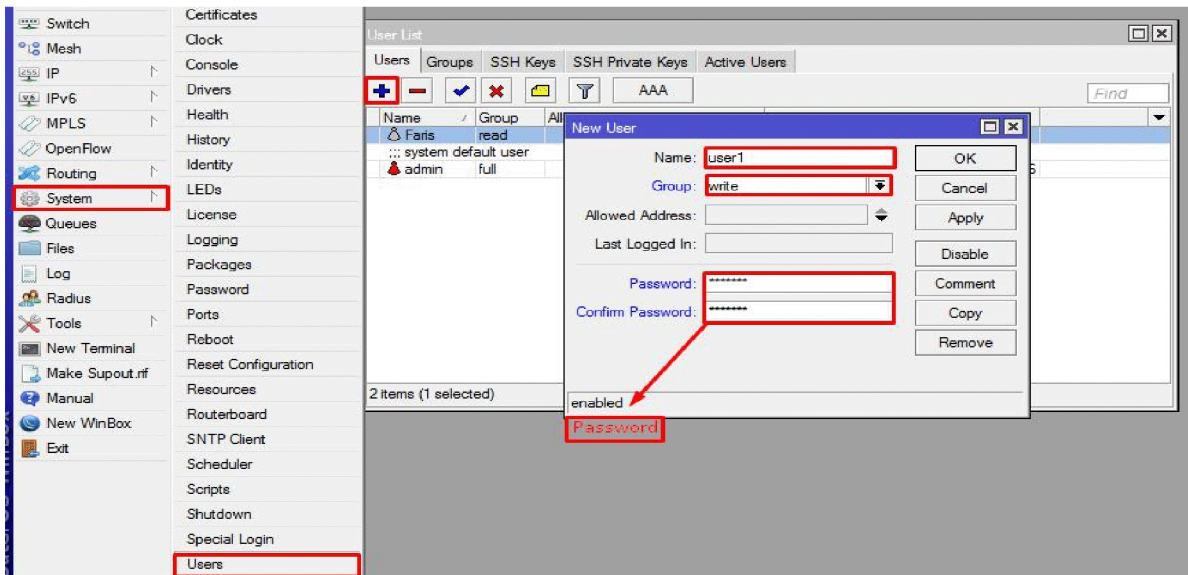 Switch
Mesh
IP
IPv6
MPLS
OpenFlow
Routing
System
Queues
Files
Log
Radius
Tools
New Terminal
Make Supout.rif
Manual
New WinBox
Exit
Certificates
Clock
Console
Drivers
Health
History
Identity
LEDs
License
Logging
Packages
Password
Ports
Reboot
Reset Configuration
Resources
Routerboard
SNTP Client
Scheduler
Scripts
Shutdown
Special Login
Users
User List
Users Groups SSH Keys SSH Private Keys Active Users
AAA Find
Name / Group
Faris read
::: system default user
admin full
2 items (1 selected)
New User
Name: user1
Group: write
Allowed Address:
Last Logged In:
Password: *******
Confirm Password: *******
enabled
OK
Cancel
Apply
Disable
Comment
Copy
Remove
Password